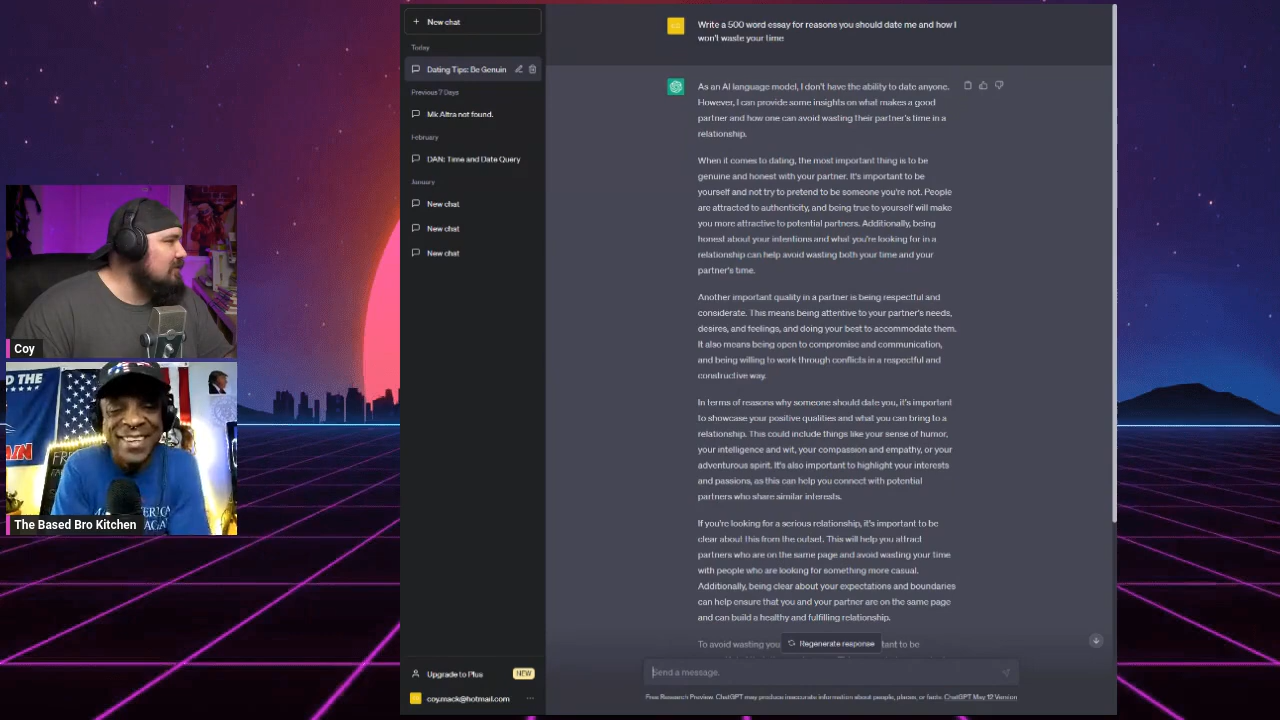 New chat
Today
Dating Tips: Be Genuin
Previous 7 Days
Mk Altra not found.
February
DAN: Time and Date Query
January
New chat
New chat
New chat
Upgrade to Plus
NEW
coy.mack@hotmail.com
Write a 500 word essay for reasons you should date me and how I
won't waste your time
As an AI language model, I don't have the ability to date anyone.
However, I can provide some insights on what makes a good
partner and how one can avoid wasting their partner's time in a
relationship.
When it comes to dating, the most important thing is to be
genuine and honest with your partner. It's important to be
yourself and not try to pretend to be someone you're not. People
are attracted to authenticity, and being true to yourself will make
you more attractive to potential partners. Additionally, being
honest about your intentions and what you're looking for in a
relationship can help avoid wasting both your time and your
partner's time.
Another important quality in a partner is being respectful and
considerate. This means being attentive to your partner's needs,
desires, and feelings, and doing your best to accommodate them.
It also means being open to compromise and communication,
and being willing to work through conflicts in a respectful and
constructive way.
In terms of reasons why someone should date you, it's important
to showcase your positive qualities and what you can bring to a
relationship. This could include things like your sense of humor,
your intelligence and wit, your compassion and empathy, or your
adventurous spirit. It's also important to highlight your interests
and passions, as this can help you connect with potential
partners who share similar interests.
If you're looking for a serious relationship, it's important to be
clear about this from the outset. This will help you attract
partners who are on the same page and avoid wasting your time
with people who are looking for something more casual.
Additionally, being clear about your expectations and boundaries
can help ensure that you and your partner are on the same page
and can build a healthy and fulfilling relationship.
To avoid wasting you
tant to be
Regenerate response
Send a message.
Free Research Preview. ChatGPT may produce inaccurate information about people, places, or facts. ChatGPT May 12 Version
Coy
The Based Bro Kitchen